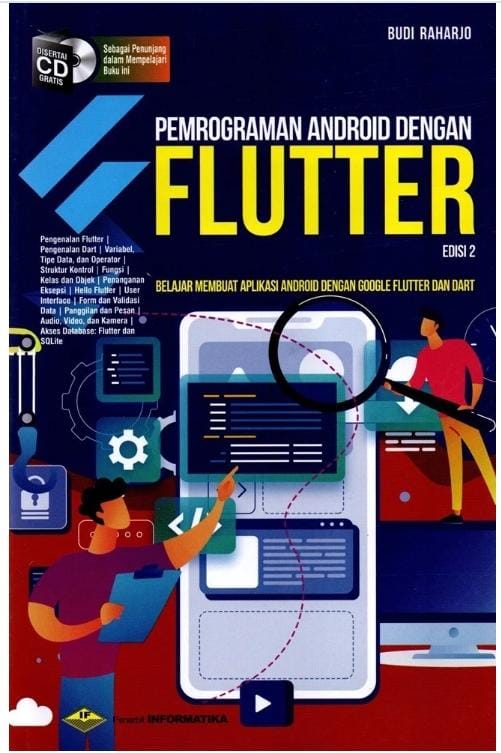 BUDI RAHARJO
DISERTAI
CD
GRATIS
Sebagai Penunjang
dalam Mempelajari
Buku ini
PEMROGRAMAN ANDROID DENGAN
FLUTTER
EDISI 2
BELAJAR MEMBUAT APLIKASI ANDROID DENGAN GOOGLE FLUTTER DAN DART
Pengenalan Flutter |
Pengenalan Dart | Variabel,
Tipe Data, dan Operator |
Struktur Kontrol | Fungsi |
Kelas dan Objek | Penanganan
Eksepsi | Hello Flutter | User
Interface | Form dan Validasi
Data | Panggilan dan Pesan |
Audio, Video, dan Kamera |
Akses Database: Flutter dan
SQLite
</>
IF
Penerbit INFORMATIKA